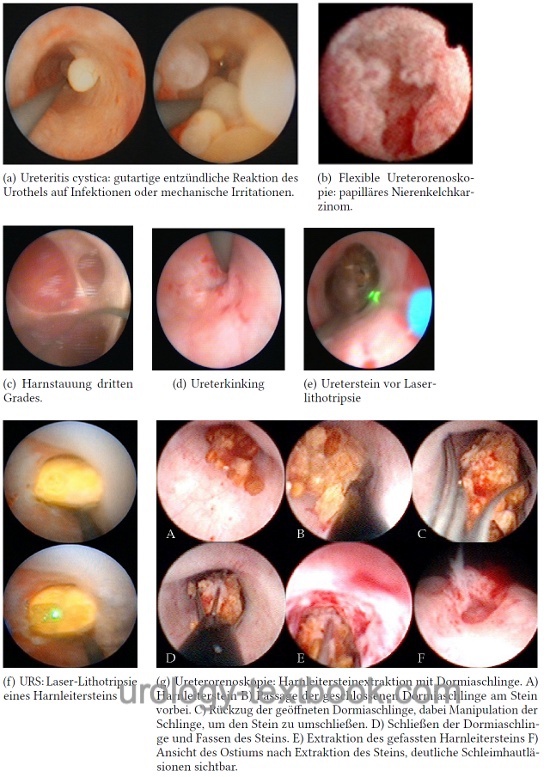 (a) Ureteritis cystica: gutartige entzündliche Reaktion des
Urothels auf Infektionen oder mechanische Irritationen.
(b) Flexible Ureterorenosko-
pie: papilläres Nierenkelchkar-
zinom.
(c) Harnstauung dritten
Grades.
(d) Ureterkinking
(e) Ureterstein vor Laser-
lithotripsie
A
B
C
D
E
F
(f) URS: Laser-Lithotripsie
eines Harnleitersteins
(g) Ureterorenoskopie: Harnleitersteinextraktion mit Dormiaschlinge. A)
Harnleiterstein B) Passage der geschlossenen Dormiaschlinge am Stein
vorbei. C) Rückzug der geöffneten Dormiaschlinge, dabei Manipulation der
Schlinge, um den Stein zu umschließen. D) Schließen der Dormiaschlin-
ge und Fassen des Steins. E) Extraktion des gefassten Harnleitersteins F)
Ansicht des Ostiums nach Extraktion des Steins, deutliche Schleimhautlä-
sionen sichtbar.
urology-textbook.com